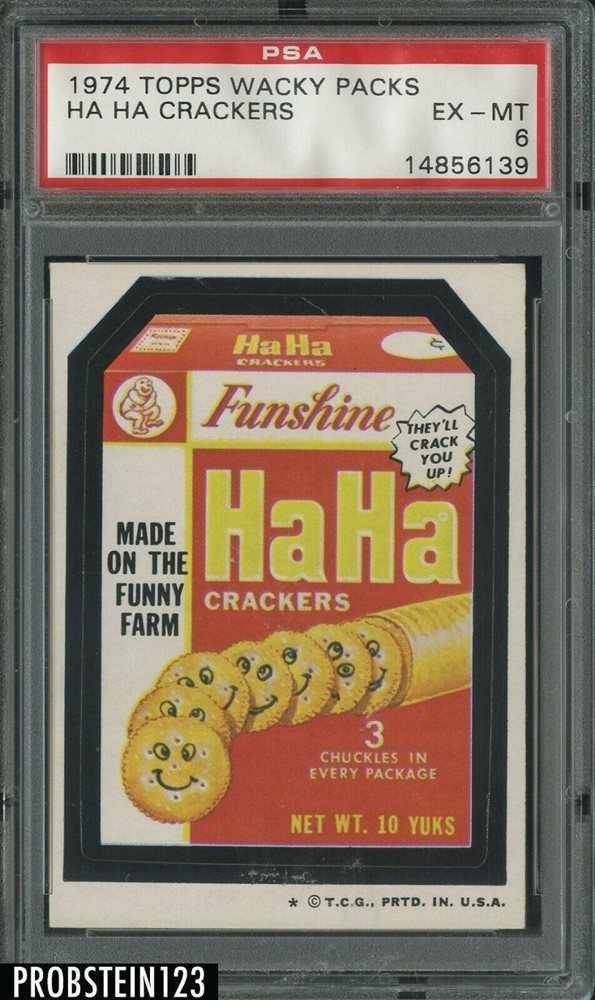 PSA
1974 TOPPS WACKY PACKS
HA HA CRACKERS EX – MT
6
14856139
HaHa
CRACKERS
¢
Funshine
THEY'LL
CRACK
YOU
UP!
HaHa
CRACKERS
MADE
ON THE
FUNNY
FARM
3
CHUCKLES IN
EVERY PACKAGE
NET WT. 10 YUKS
* © T.C.G., PRTD. IN. U.S.A.
PROBSTEIN123